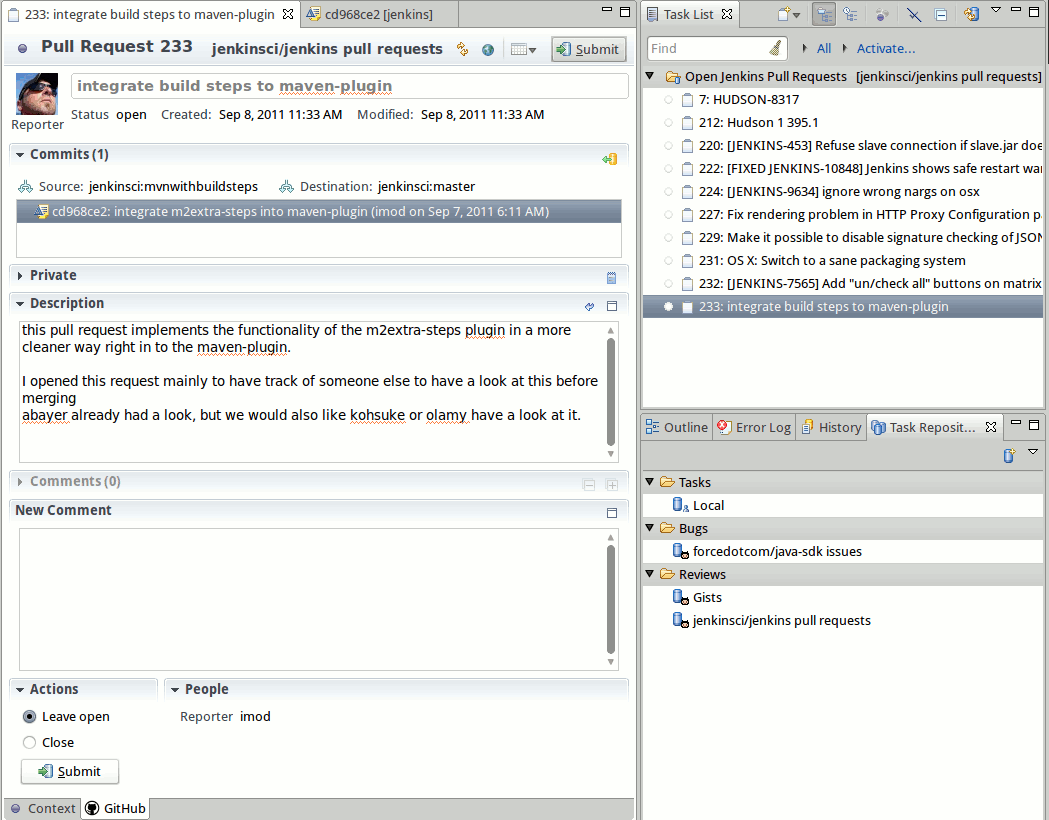 233: integrate build steps to maven-plugin
cd968ce2 [jenkins]
Pull Request 233
jenkinsci/jenkins pull requests
Submit
integrate build steps to maven-plugin
Reporter
Status open Created: Sep 8, 2011 11:33 AM Modified: Sep 8, 2011 11:33 AM
Commits (1)
Source: jenkinsci:mvnwithbuildsteps Destination: jenkinsci:master
cd968ce2: integrate m2extra-steps into maven-plugin (imod on Sep 7, 2011 6:11 AM)
Private
Description
this pull request implements the functionality of the m2extra-steps plugin in a more
cleaner way right in to the maven-plugin.
I opened this request mainly to have track of someone else to have a look at this before
merging
abayer already had a look, but we would also like kohsuke or olamy have a look at it.
Comments (0)
New Comment
Actions
Leave open
Close
Submit
People
Reporter imod
Context
GitHub
Task List
Find
All
Activate...
Open Jenkins Pull Requests [jenkinsci/jenkins pull requests]
7: HUDSON-8317
212: Hudson 1 395.1
220: [JENKINS-453] Refuse slave connection if slave.jar doe
222: [FIXED JENKINS-10848] Jenkins shows safe restart wa
224: [JENKINS-9634] ignore wrong nargs on osx
227: Fix rendering problem in HTTP Proxy Configuration p
229: Make it possible to disable signature checking of JSON
231: OS X: Switch to a sane packaging system
232: [JENKINS-7565] Add "un/check all" buttons on matrix
233: integrate build steps to maven-plugin
Outline
Error Log
History
Task Reposit...
Tasks
Local
Bugs
forcedotcom/java-sdk issues
Reviews
Gists
jenkinsci/jenkins pull requests